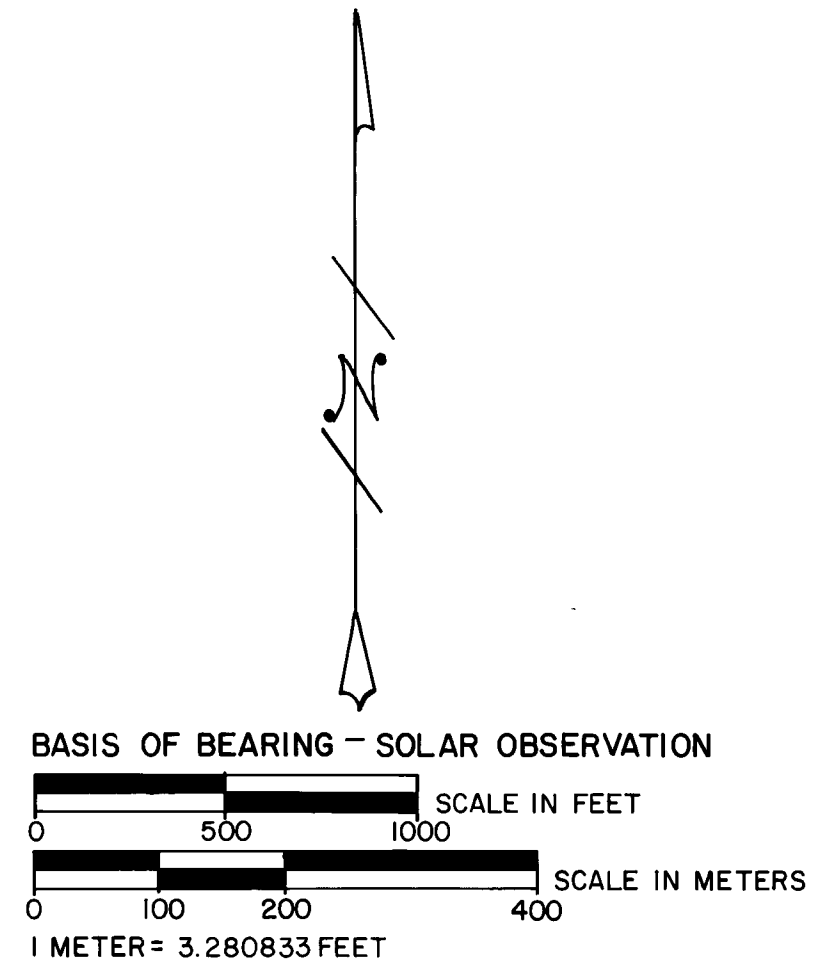 N
BASIS OF BEARING – SOLAR OBSERVATION
SCALE IN FEET
0 500 1000
SCALE IN METERS
0 100 200 400
1 METER = 3.280833 FEET